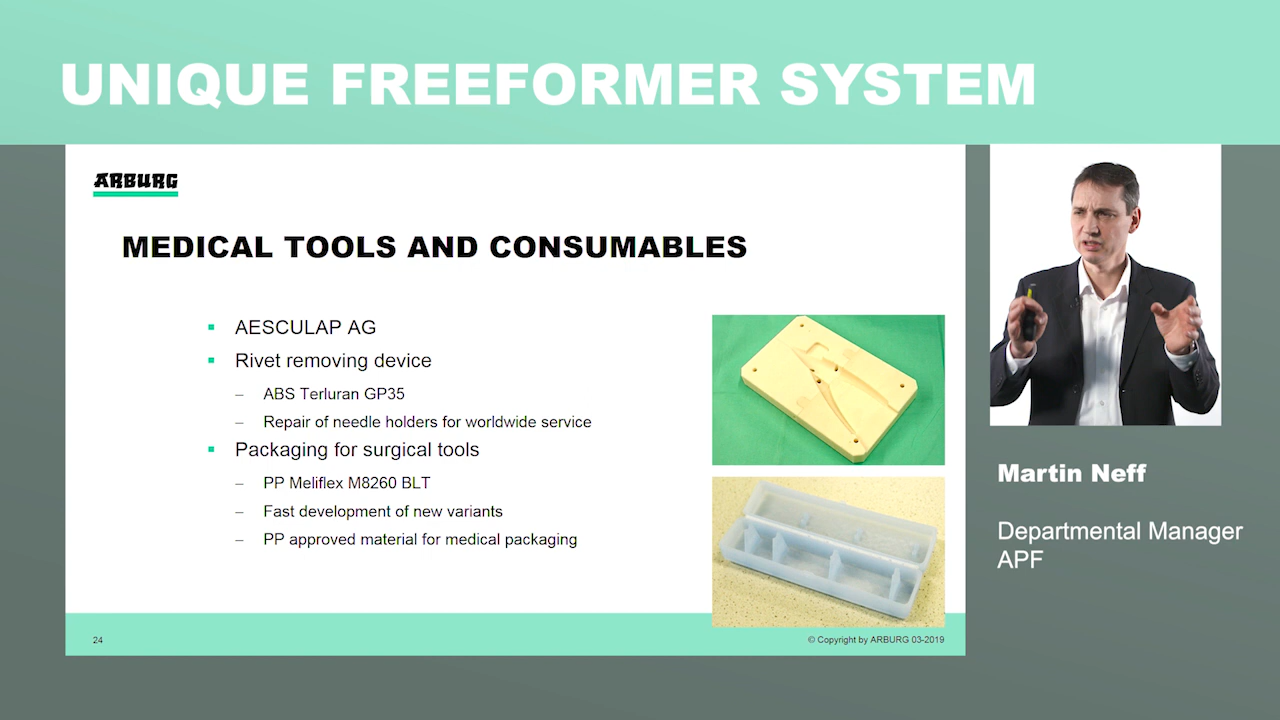 UNIQUE FREEFORMER SYSTEM
ARBURG
MEDICAL TOOLS AND CONSUMABLES
▪ AESCULAP AG
▪ Rivet removing device
– ABS Terluran GP35
– Repair of needle holders for worldwide service
▪ Packaging for surgical tools
– PP Meliflex M8260 BLT
– Fast development of new variants
– PP approved material for medical packaging
24
© Copyright by ARBURG 03-2019
Martin Neff
Departmental Manager
APF